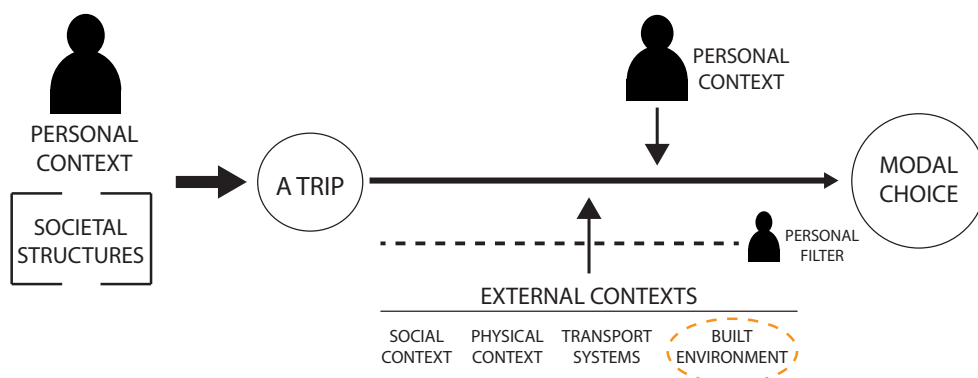 PERSONAL
CONTEXT
SOCIETAL
STRUCTURES
A TRIP
PERSONAL
CONTEXT
MODAL
CHOICE
PERSONAL
FILTER
EXTERNAL CONTEXTS
SOCIAL
CONTEXT
PHYSICAL
CONTEXT
TRANSPORT
SYSTEMS
BUILT
ENVIRONMENT